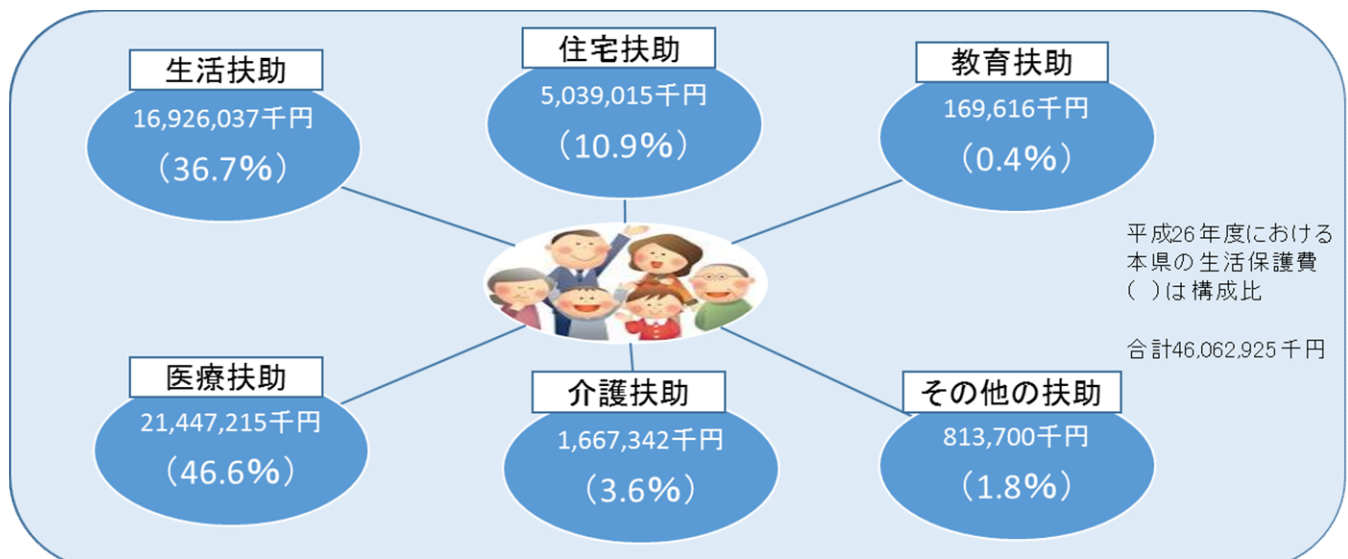 生活扶助
16,926,037千円
（36.7%）
住宅扶助
5,039,015千円
（10.9%）
教育扶助
169,616千円
（0.4%）
平成26年度における
本県の生活保護費
( )は構成比
合計46,062,925千円
医療扶助
21,447,215千円
（46.6%）
介護扶助
1,667,342千円
（3.6%）
その他の扶助
813,700千円
（1.8%）